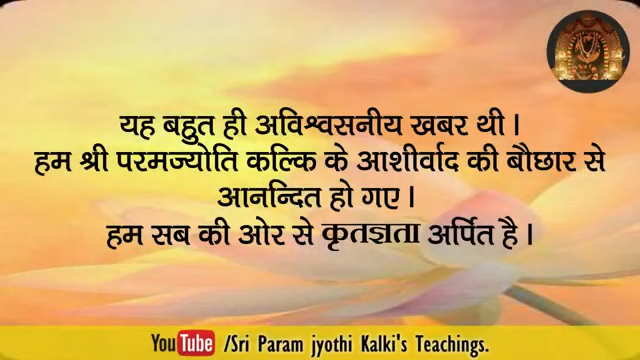 यह बहुत ही अविश्वसनीय खबर थी ।
हम श्री परमज्योति कल्कि के आशीर्वाद की बौछार से
आनन्दित हो गए ।
हम सब की ओर से कृतज्ञता अर्पित है ।
YouTube /Sri Param jyothi Kalki's Teachings.